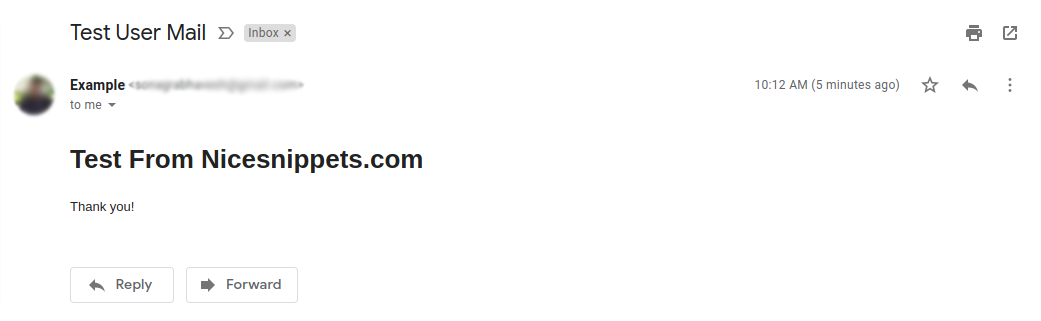 Test User Mail Inbox ×
Example
10:12 AM (5 minutes ago)
to me
Test From Nicesnippets.com
Thank you!
Reply Forward